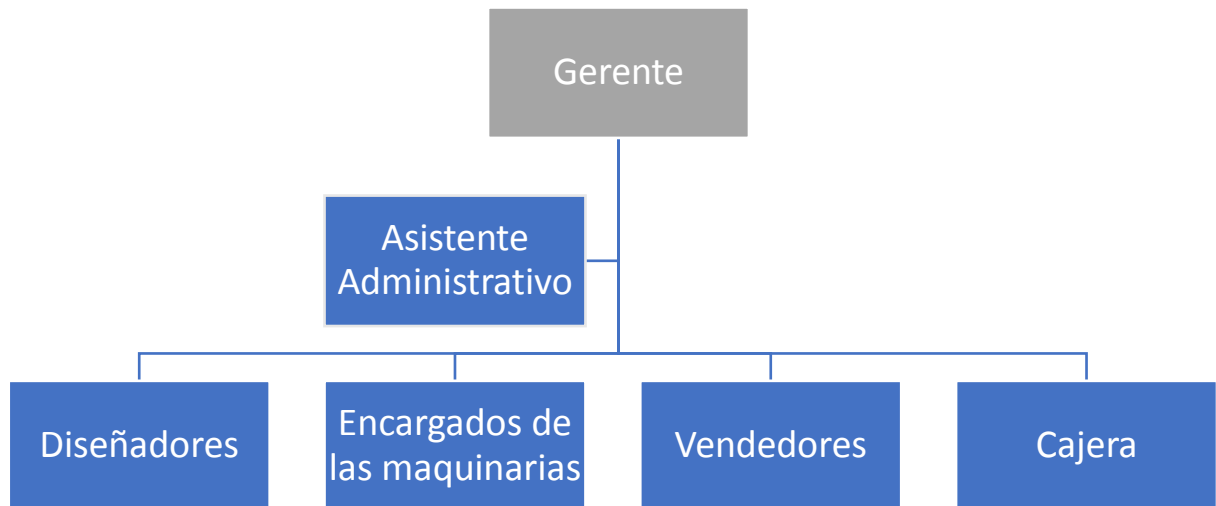 Gerente
Asistente
Administrativo
Diseñadores
Encargados de
las maquinarias
Vendedores
Cajera